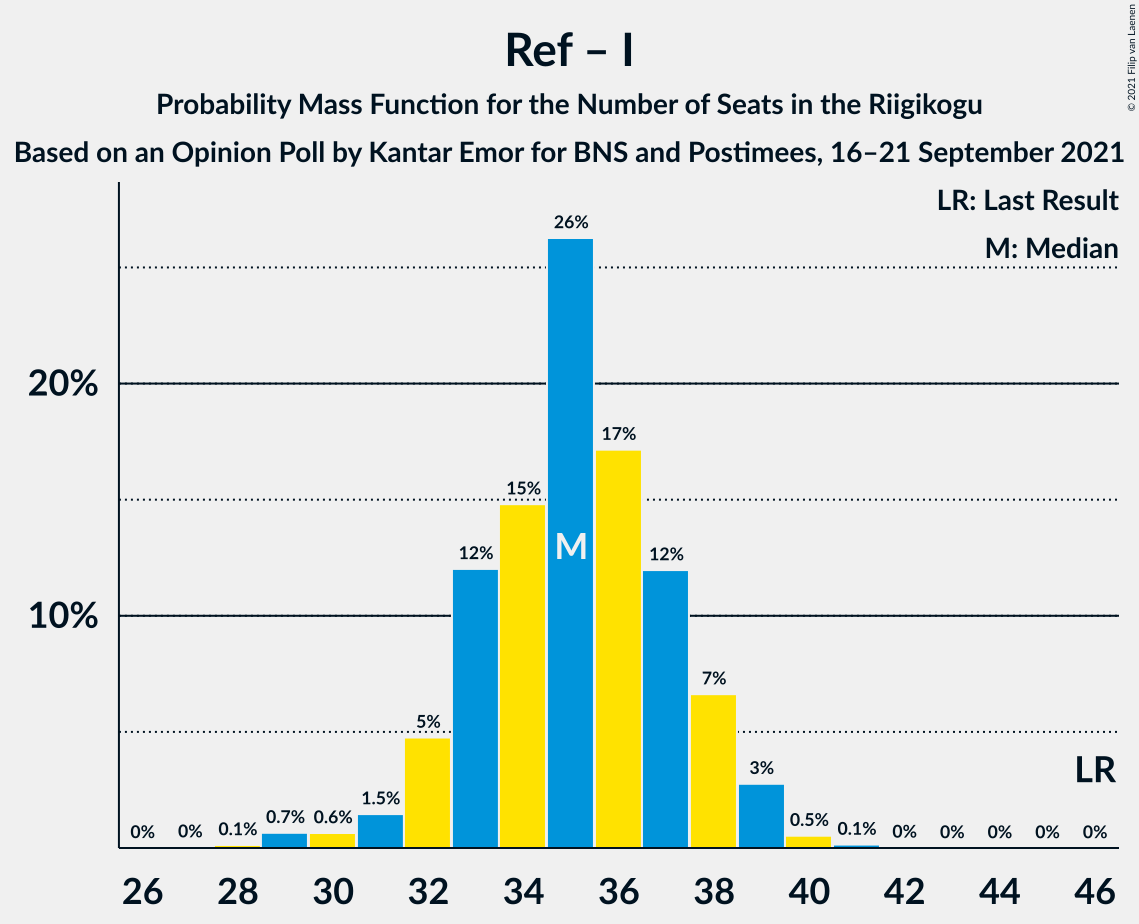 Ref – I
Probability Mass Function for the Number of Seats in the Riigikogu
Based on an Opinion Poll by Kantar Emor for BNS and Postimees, 16–21 September 2021
© 2021 Filip van Laenen
LR: Last Result
M: Median
20%
10%
0% 0% 0.1% 0.7% 0.6% 1.5% 5% 12% 15% 26% 17% 12% 7% 3% 0.5% 0.1% 0% 0% 0% 0% 0%
M
LR
26 28 30 32 34 36 38 40 42 44 46